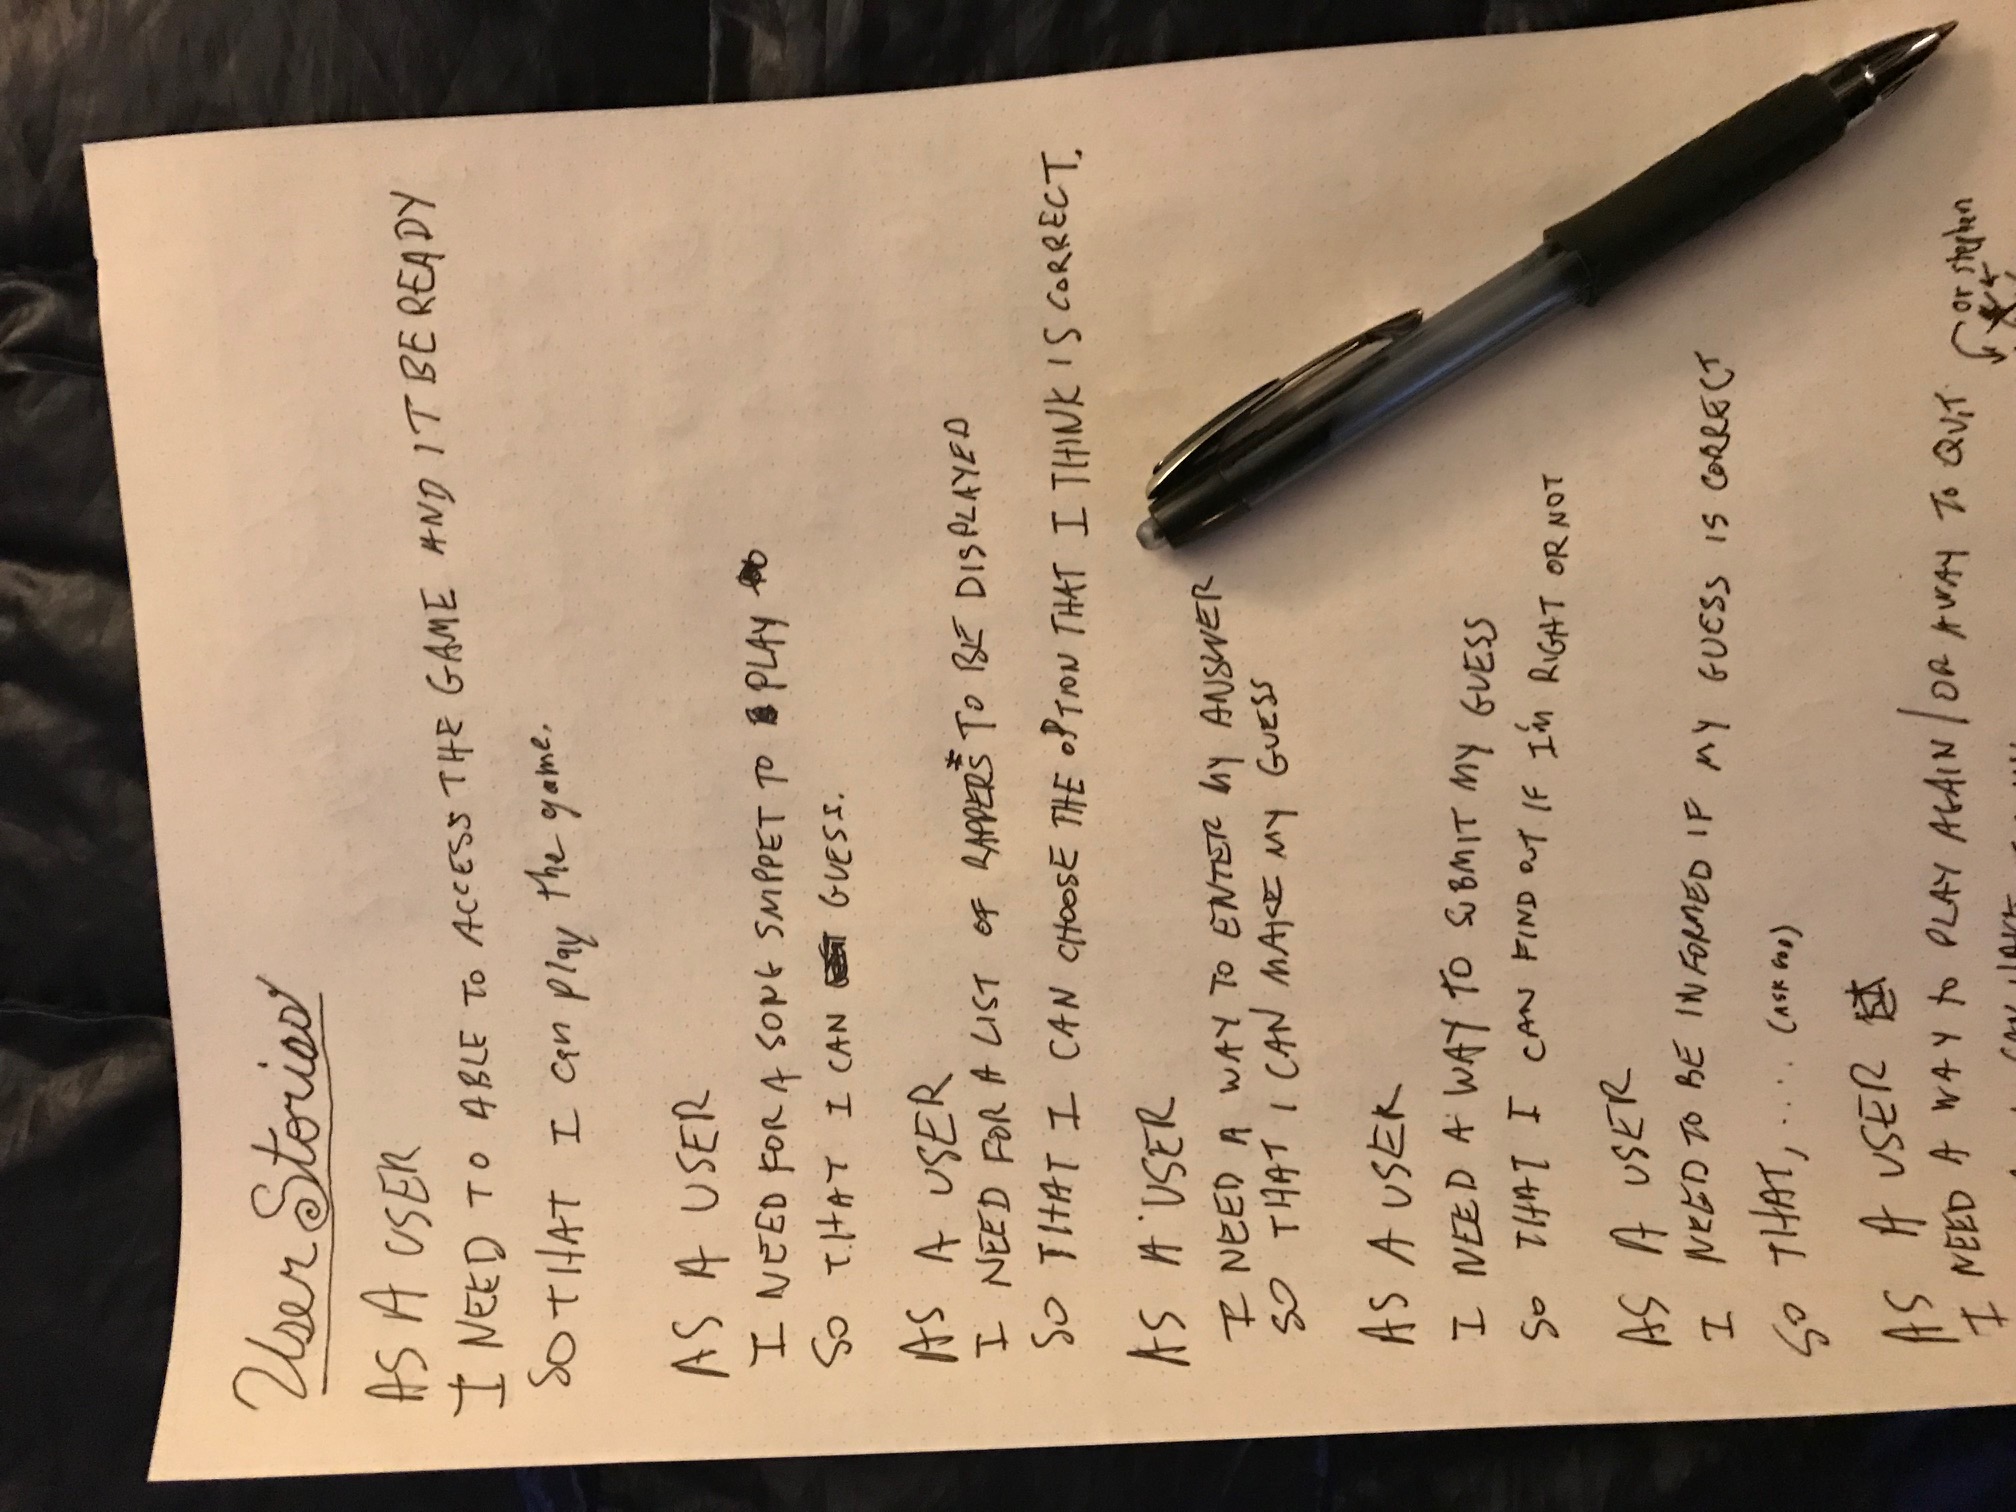 User Stories
AS A USER
I NEED TO ABLE TO ACCESS THE GAME AND IT BE READY
SO THAT I can play the game.
AS A USER
I NEED FOR A SONG SNIPPET TO PLAY
SO THAT I CAN GUESS.
AS A USER
I NEED FOR A LIST OF RAPPERS* TO BE DISPLAYED
SO THAT I CAN CHOOSE THE OPTION THAT I THINK IS CORRECT.
AS A USER
I NEED A WAY TO ENTER MY ANSWER
SO THAT I CAN MAKE MY GUESS
AS A USER
I NEED A WAY TO SUBMIT MY GUESS
SO THAT I CAN FIND OUT IF I'M RIGHT OR NOT
AS A USER
I NEED TO BE INFORMED IF MY GUESS IS CORRECT
SO THAT, .... (ASK
AS A USER
I NEED A WAY to PLAY AGAIN/OR A WAY TO QUIT
or stephen
CAN HAVE